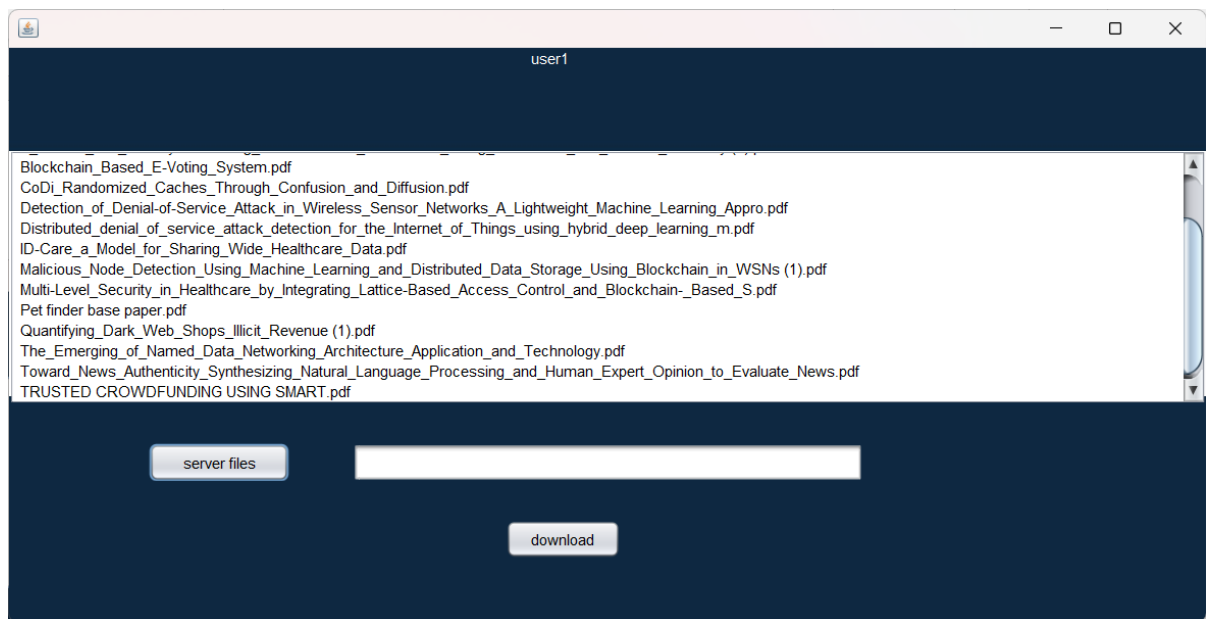 user1
Blockchain_Based_E-Voting_System.pdf
CoDi_Randomized_Caches_Through_Confusion_and_Diffusion.pdf
Detection_of_Denial-of-Service_Attack_in_Wireless_Sensor_Networks_A_Lightweight_Machine_Learning_Appro.pdf
Distributed_denial_of_service_attack_detection_for_the_Internet_of_Things_using_hybrid_deep_learning_m.pdf
ID-Care_a_Model_for_Sharing_Wide_Healthcare_Data.pdf
Malicious_Node_Detection_Using_Machine_Learning_and_Distributed_Data_Storage_Using_Blockchain_in_WSNs (1).pdf
Multi-Level_Security_in_Healthcare_by_Integrating_Lattice-Based_Access_Control_and_Blockchain-_Based_S.pdf
Pet finder base paper.pdf
Quantifying_Dark_Web_Shops_Illicit_Revenue (1).pdf
The_Emerging_of_Named_Data_Networking_Architecture_Application_and_Technology.pdf
Toward_News_Authenticity_Synthesizing_Natural_Language_Processing_and_Human_Expert_Opinion_to_Evaluate_News.pdf
TRUSTED CROWDFUNDING USING SMART.pdf
server files
download